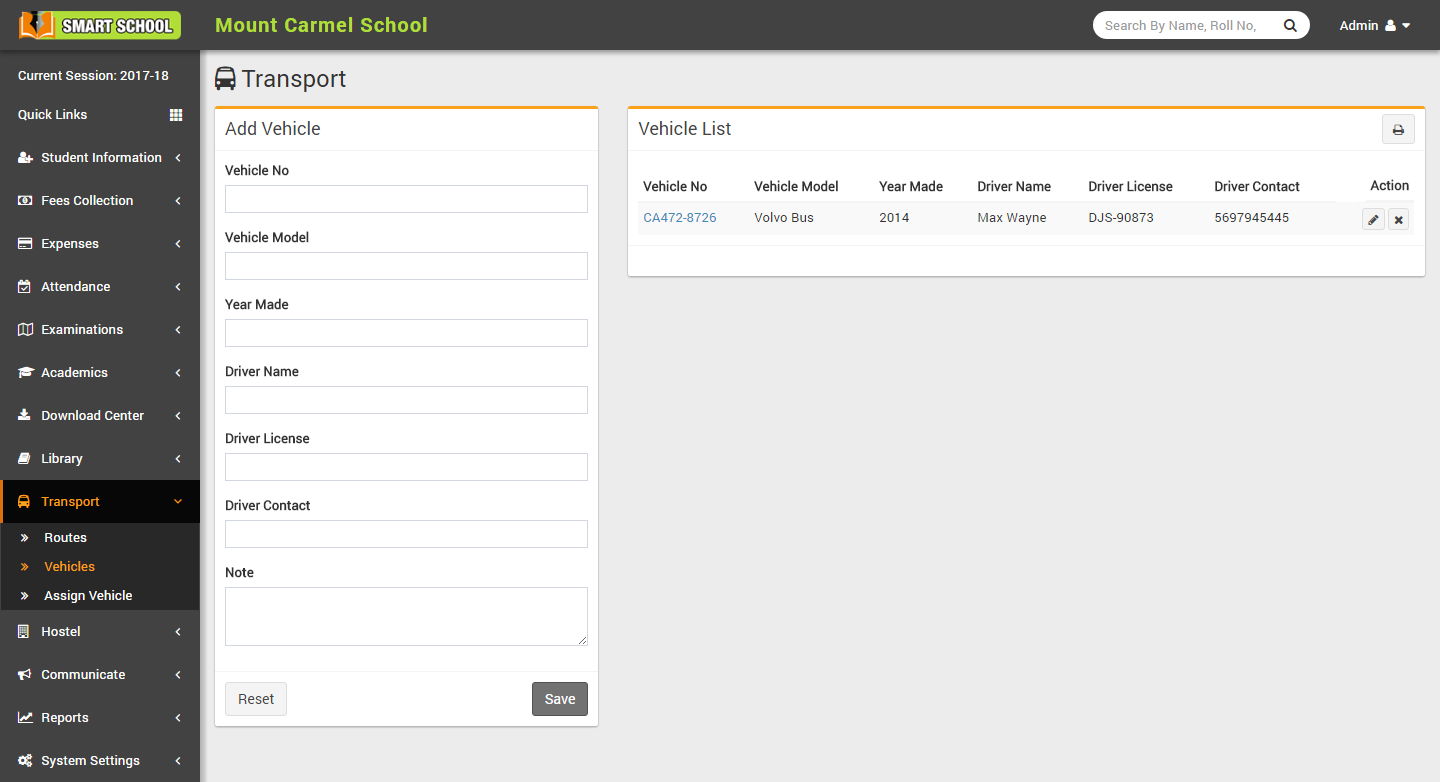 SMART SCHOOL
Mount Carmel School
Search By Name, Roll No,
Admin
Current Session: 2017-18
Quick Links
Student Information
Fees Collection
Expenses
Attendance
Examinations
Academics
Download Center
Library
Transport
Routes
Vehicles
Assign Vehicle
Hostel
Communicate
Reports
System Settings
Transport
Add Vehicle
Vehicle No
Vehicle Model
Year Made
Driver Name
Driver License
Driver Contact
Note
Reset Save
Vehicle List
Vehicle No Vehicle Model Year Made Driver Name Driver License Driver Contact Action
CA472-8726 Volvo Bus 2014 Max Wayne DJS-90873 5697945445